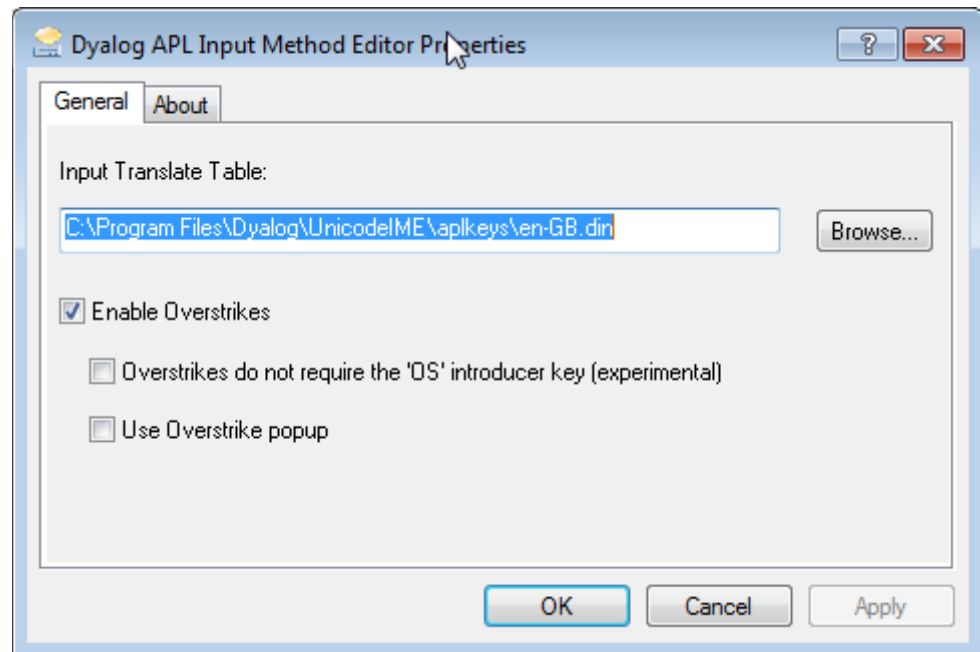 Dyalog APL Input Method Editor Properties
General
About
Input Translate Table:
C:\Program Files\Dyalog\UnicodeIME\aplkeys\en-GB.din
Browse...
Enable Overstrikes
Overstrikes do not require the 'OS' introducer key (experimental)
Use Overstrike popup
OK
Cancel
Apply